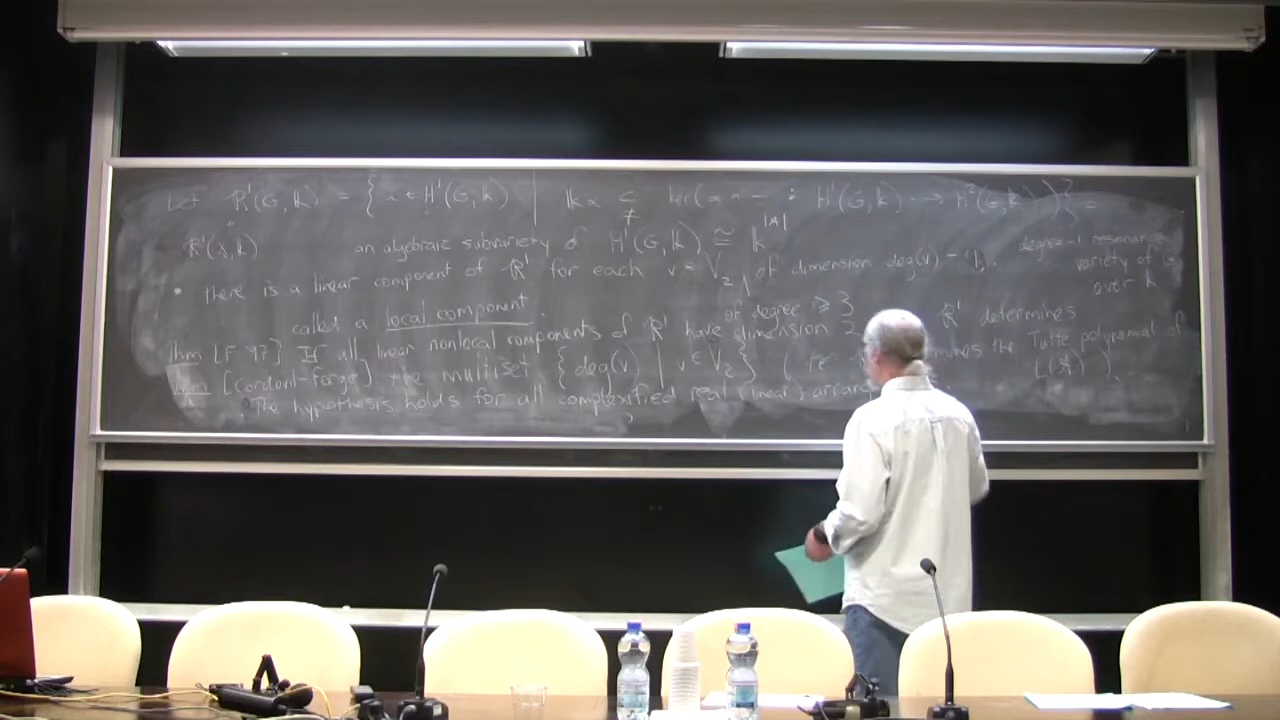 Let R¹(G, k) = { α ∈ H¹(G, k) | kα ⊊ ker(α ∧ − : H¹(G, k) → H²(G, k)) } =
R¹(λ, k) an algebraic subvariety of H¹(G, k) ≅ k^|A| degree-1 resonance variety of G over k
• there is a linear component of R¹ for each v ∈ V₂ of dimension deg(v) − 1.
called a local component. of degree ≥ 3
Thm [F '97] If all linear nonlocal components of R¹ have dimension 2 R¹ determines
the multiset { deg(v) | v ∈ V₂ } (ie the Tutte polynomial of
[Cordovil-Forge] The hypothesis holds for all complexified real (linear)